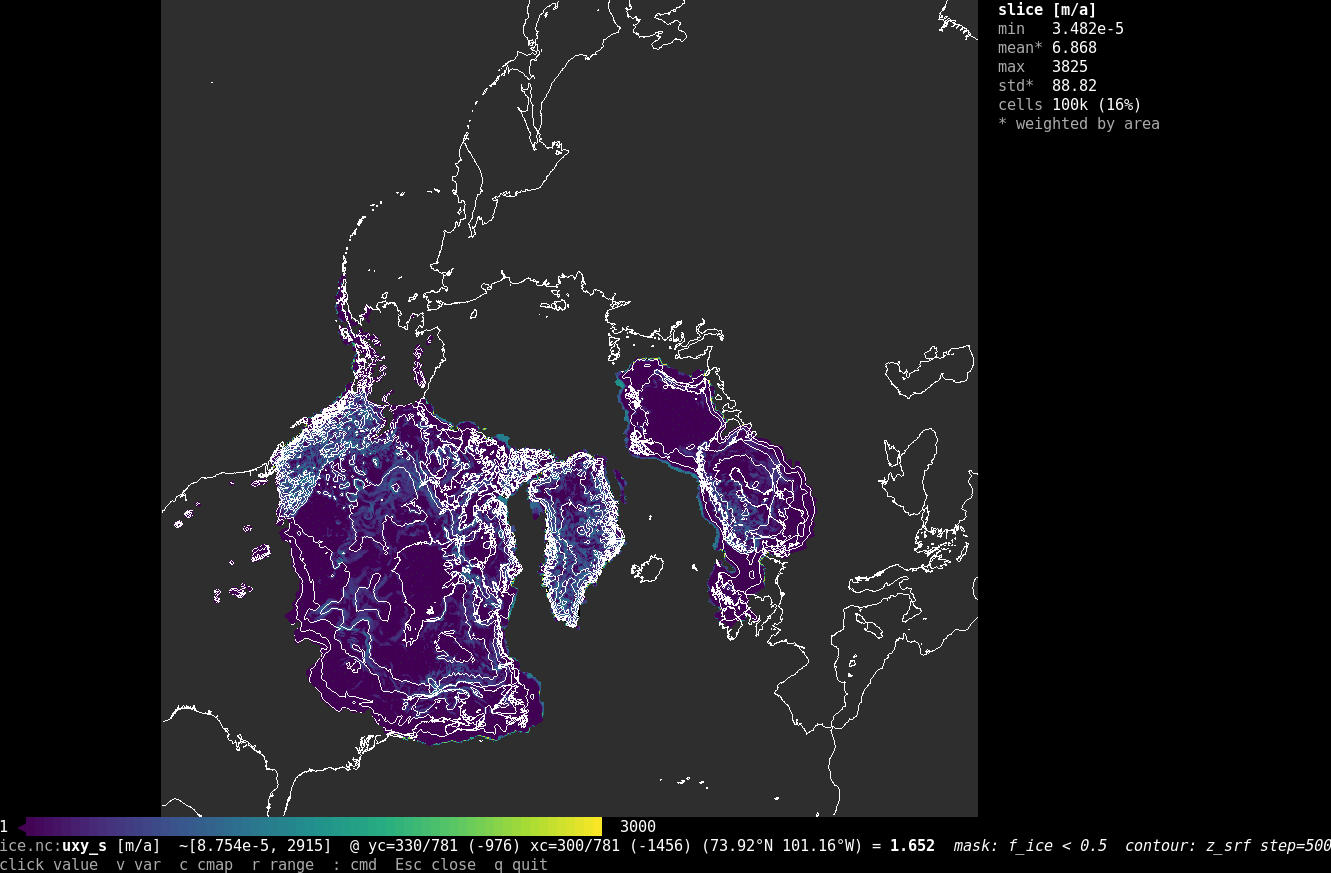 slice [m/a]
min 3.482e-5
mean* 6.868
max 3825
std* 88.82
cells 100k (16%)
* weighted by area
1 3000
ice.nc:uxy_s [m/a] ~[8.754e-5, 2915] @ yc=330/781 (-976) xc=300/781 (-1456) (73.92°N 101.16°W) = 1.652 mask: f_ice < 0.5 contour: z_srf step=500
click value v var c cmap r range : cmd Esc close q quit